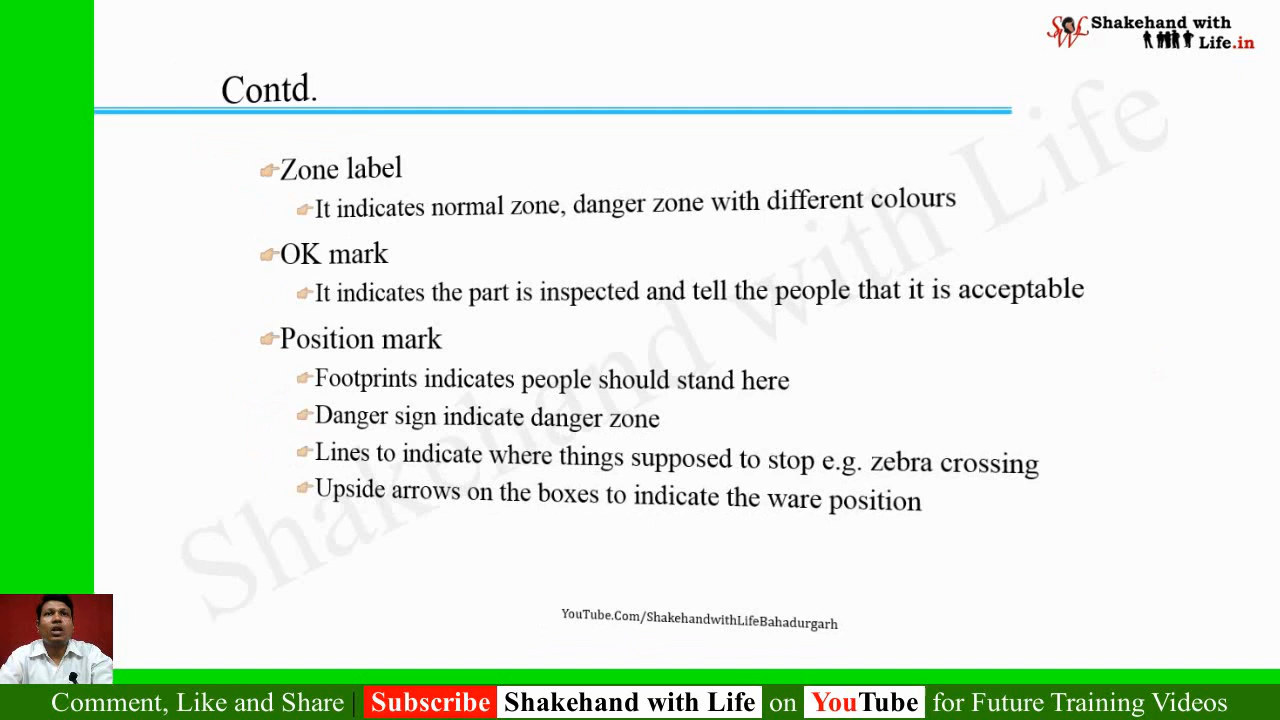 SWL Shakehand with
Life.in
Contd.
Zone label
It indicates normal zone, danger zone with different colours
OK mark
It indicates the part is inspected and tell the people that it is acceptable
Position mark
Footprints indicates people should stand here
Danger sign indicate danger zone
Lines to indicate where things supposed to stop e.g. zebra crossing
Upside arrows on the boxes to indicate the ware position
Shakehand with Life
YouTube.Com/ShakehandwithLifeBahadurgarh
Comment, Like and Share | Subscribe Shakehand with Life on YouTube for Future Training Videos